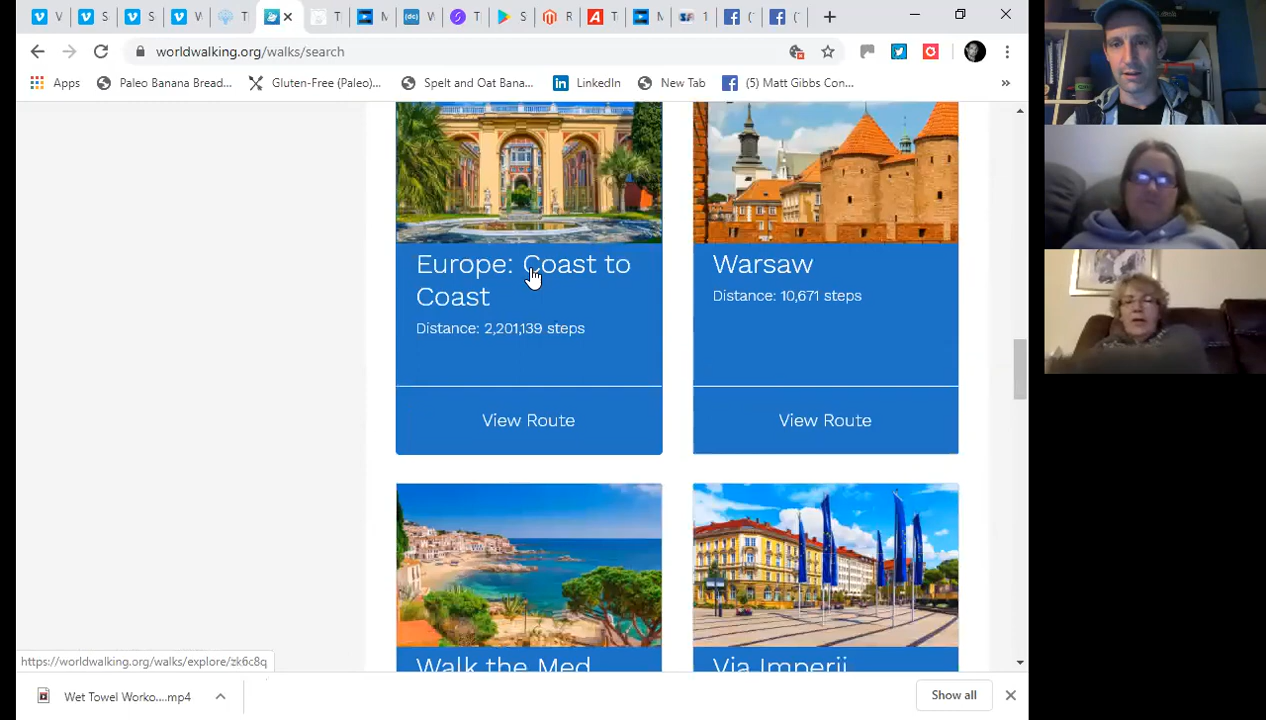 V
S
S
V
T
T
M
V
T
S
R
T
M
1
(
(
worldwalking.org/walks/search
Apps
Paleo Banana Bread...
Gluten-Free (Paleo)...
Spelt and Oat Bana...
LinkedIn
New Tab
(5) Matt Gibbs Con...
»
Europe: Coast to
Coast
Distance: 2,201,139 steps
View Route
Warsaw
Distance: 10,671 steps
View Route
Walk the Med
Via Imperii
https://worldwalking.org/walks/explore/zk6c8q
Wet Towel Worko....mp4
Show all